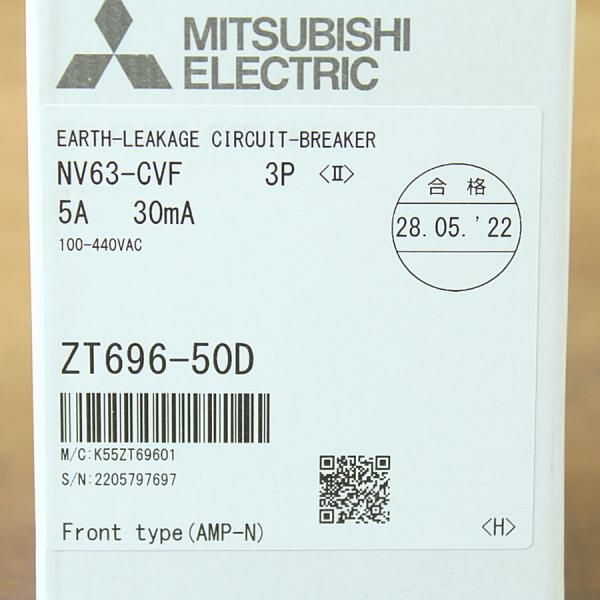 MITSUBISHI
ELECTRIC
EARTH-LEAKAGE CIRCUIT-BREAKER
NV63-CVF 3P <Ⅱ>
5A 30mA
100-440VAC
合格
28.05.'22
ZT696-50D
M/C:K55ZT69601
S/N:2205797697
Front type(AMP-N)
<H>